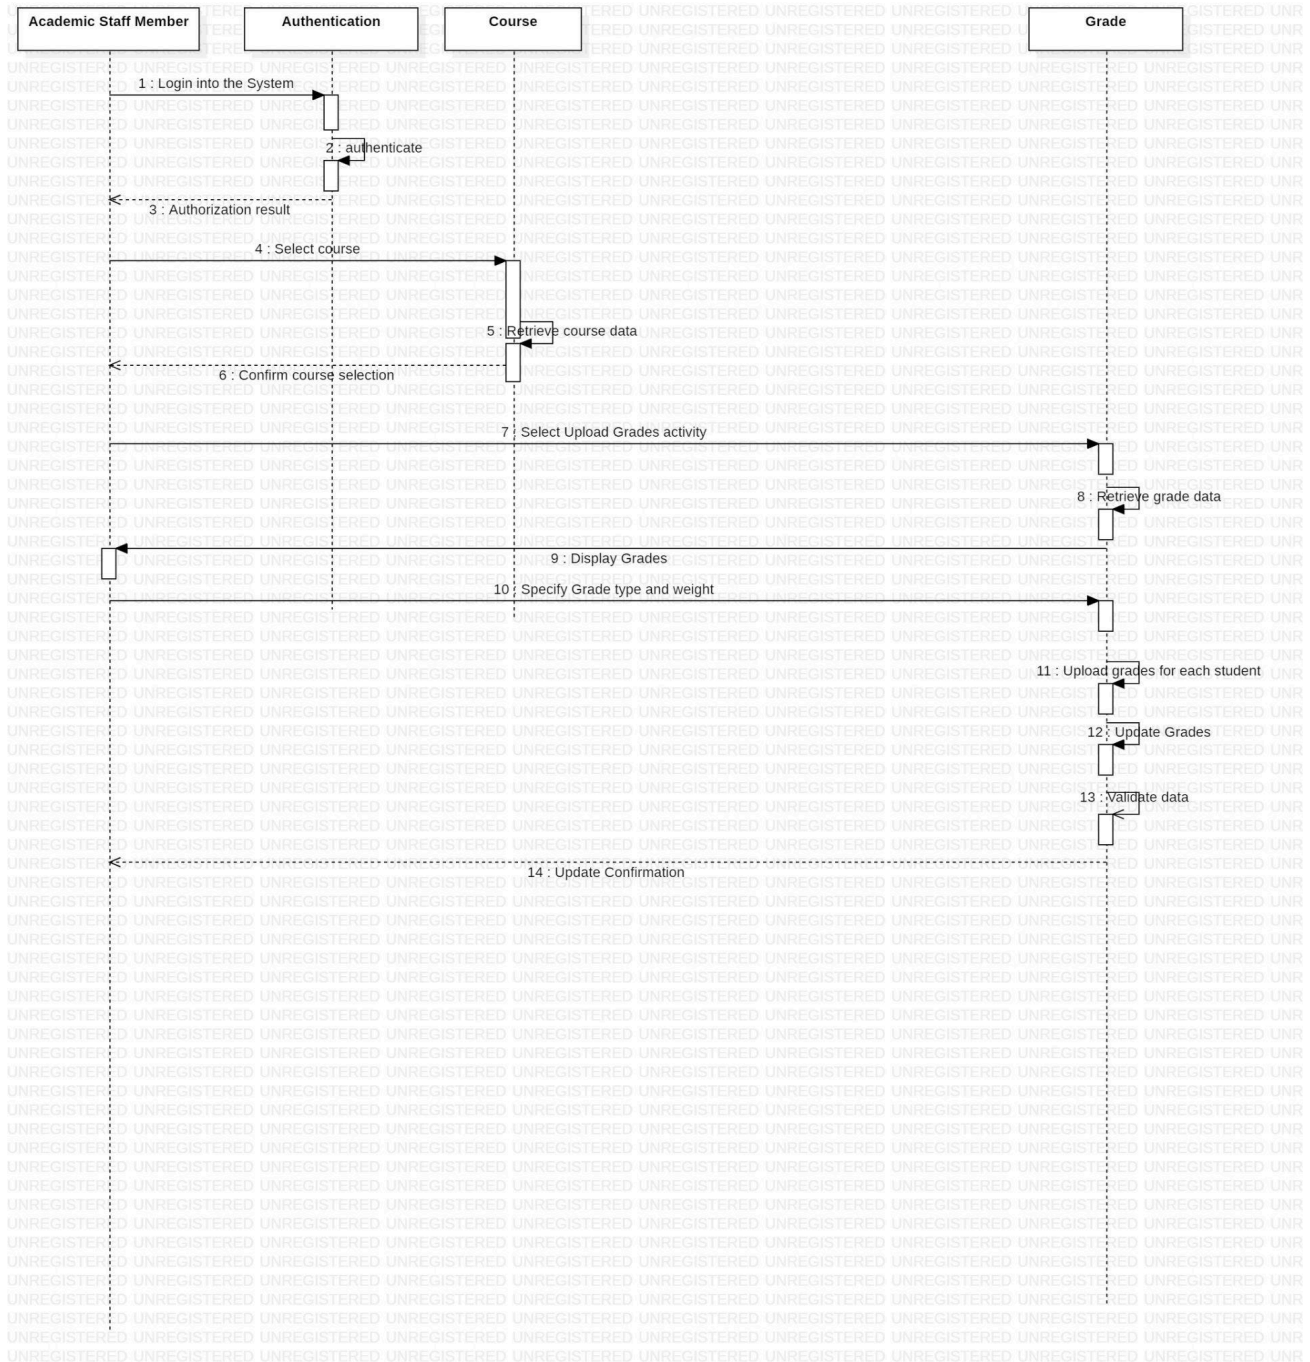 Academic Staff Member
Authentication
Course
Grade
1 : Login into the System
2 : authenticate
3 : Authorization result
4 : Select course
5 : Retrieve course data
6 : Confirm course selection
7 : Select Upload Grades activity
8 : Retrieve grade data
9 : Display Grades
10 : Specify Grade type and weight
11 : Upload grades for each student
12 : Update Grades
13 : Validate data
14 : Update Confirmation
UNREGISTERED